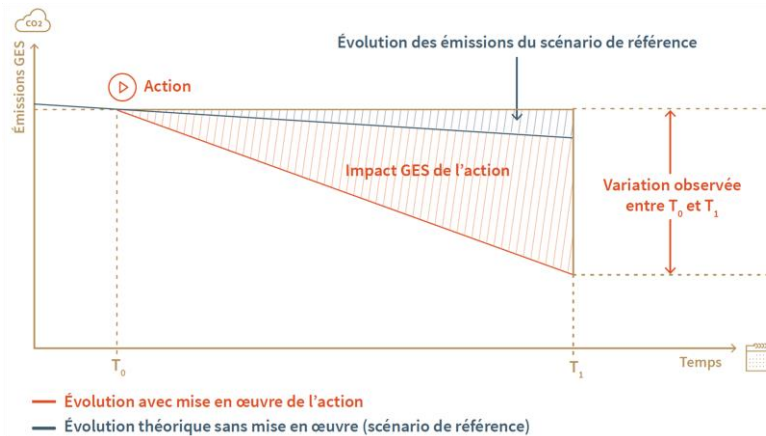 CO2
Émissions GES
Évolution des émissions du scénario de référence
Action
Impact GES de l'action
Variation observée
entre T0 et T1
T0
T1
Temps
Évolution avec mise en œuvre de l'action
Évolution théorique sans mise en œuvre (scénario de référence)